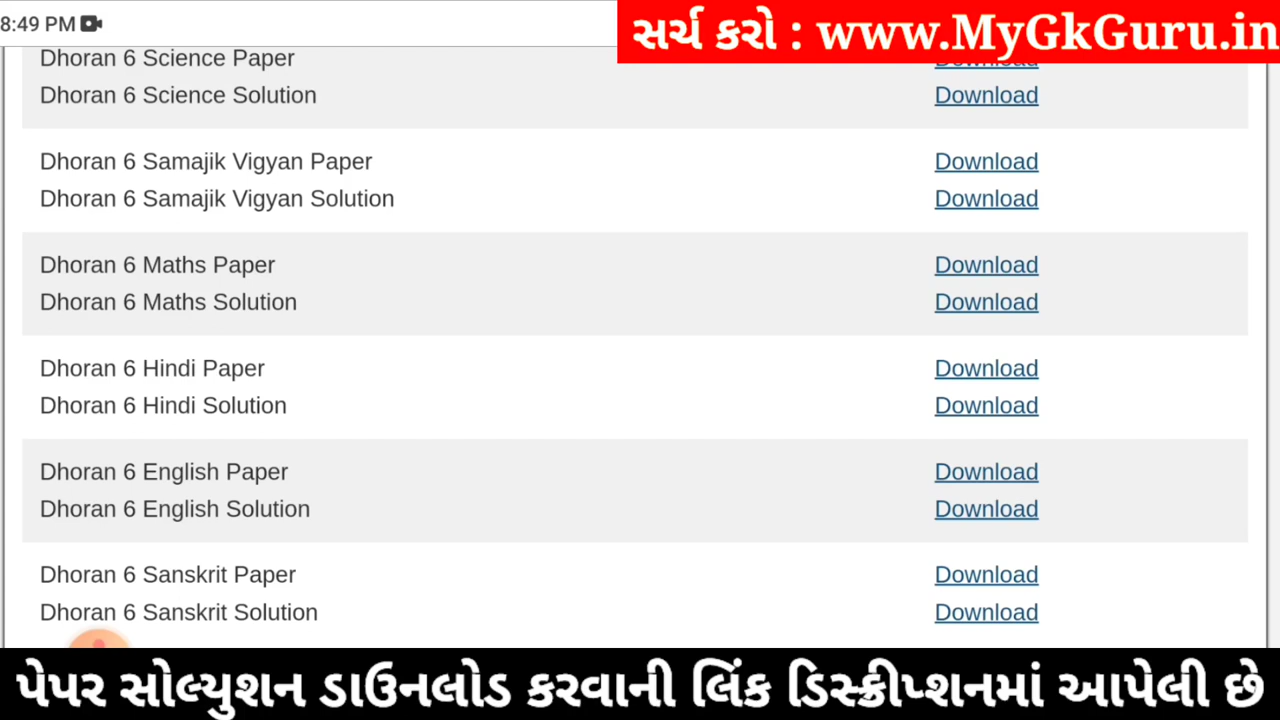 8:49 PM
સર્ચ કરો : www.MyGkGuru.in
Dhoran 6 Science Paper Download
Dhoran 6 Science Solution Download
Dhoran 6 Samajik Vigyan Paper Download
Dhoran 6 Samajik Vigyan Solution Download
Dhoran 6 Maths Paper Download
Dhoran 6 Maths Solution Download
Dhoran 6 Hindi Paper Download
Dhoran 6 Hindi Solution Download
Dhoran 6 English Paper Download
Dhoran 6 English Solution Download
Dhoran 6 Sanskrit Paper Download
Dhoran 6 Sanskrit Solution Download
પેપર સોલ્યુશન ડાઉનલોડ કરવાની લિંક ડિસ્ક્રીપ્શનમાં આપેલી છે